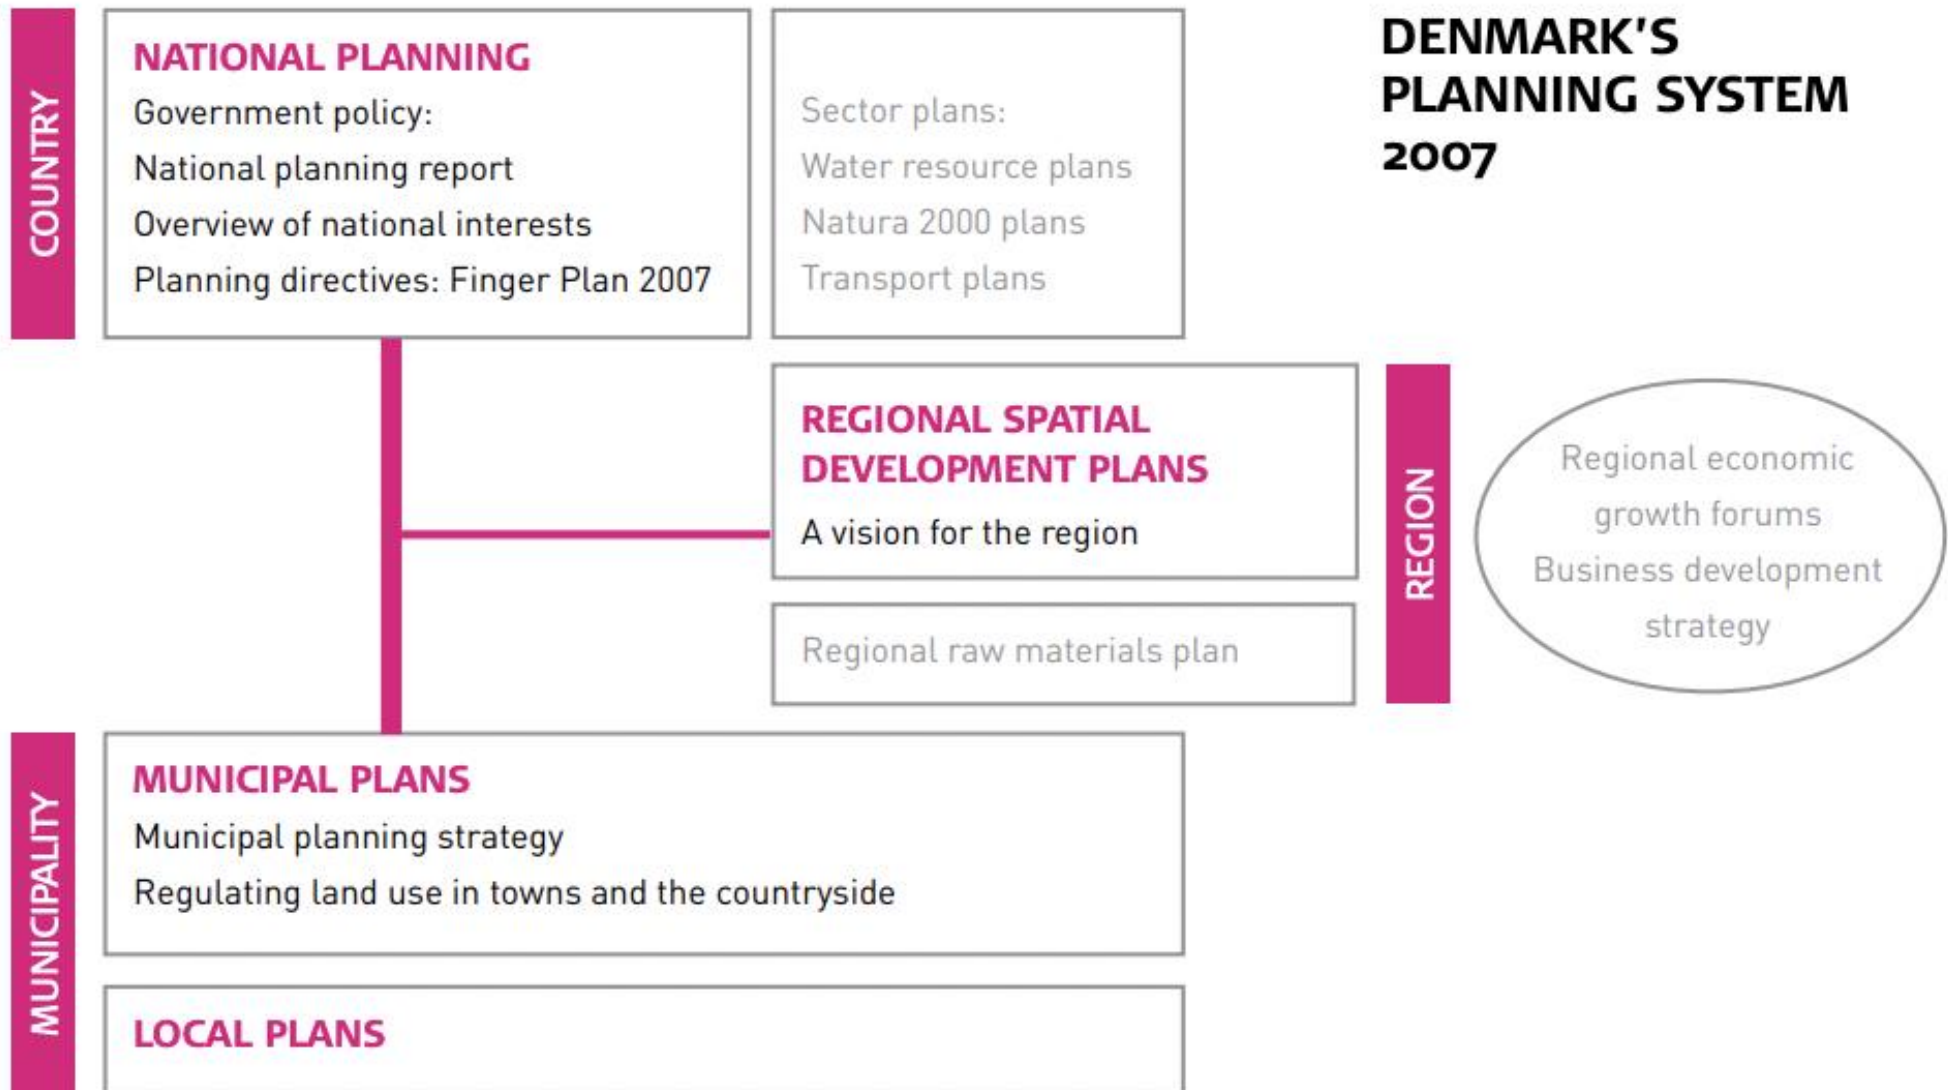 COUNTRY
NATIONAL PLANNING
Government policy:
National planning report
Overview of national interests
Planning directives: Finger Plan 2007
Sector plans:
Water resource plans
Natura 2000 plans
Transport plans
DENMARK'S
PLANNING SYSTEM
2007
REGIONAL SPATIAL
DEVELOPMENT PLANS
A vision for the region
Regional raw materials plan
REGION
Regional economic
growth forums
Business development
strategy
MUNICIPALITY
MUNICIPAL PLANS
Municipal planning strategy
Regulating land use in towns and the countryside
LOCAL PLANS